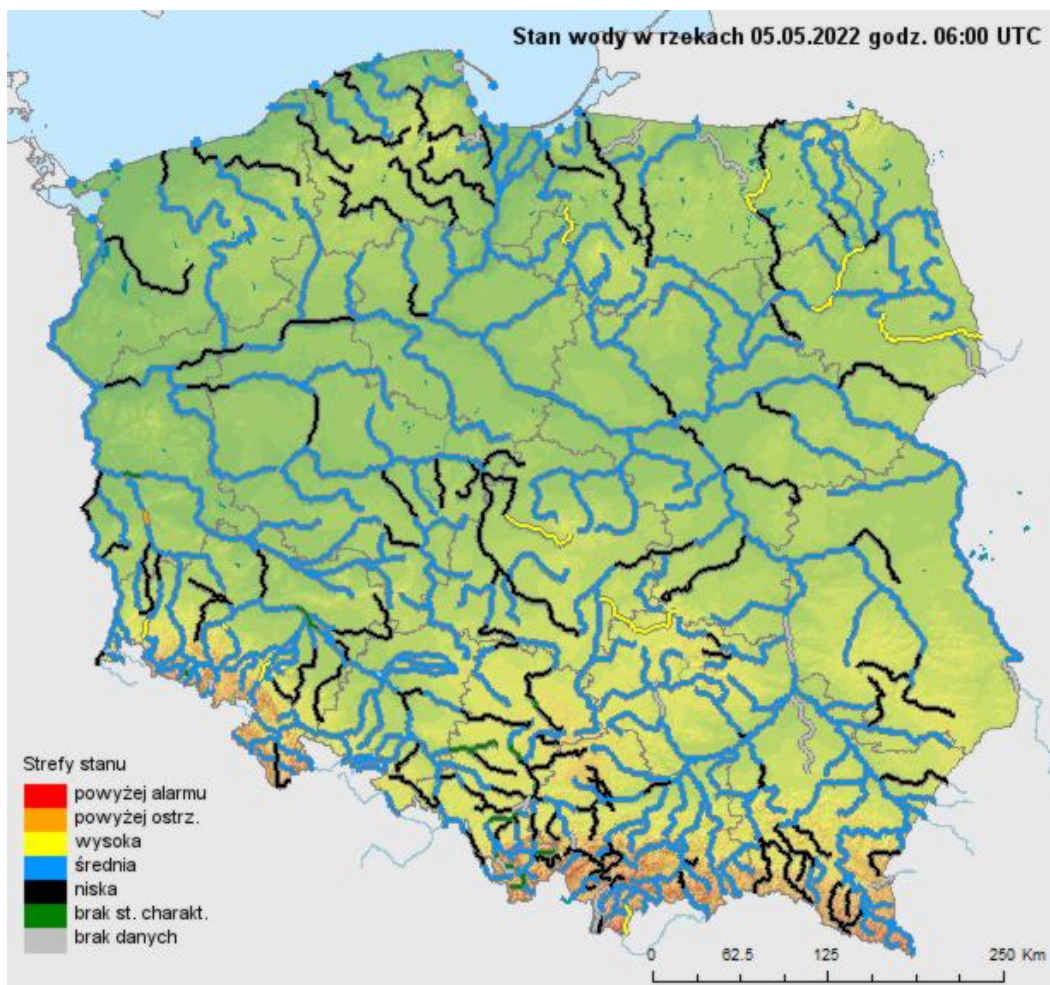 Stan wody w rzekach 05.05.2022 godz. 06:00 UTC
Strefy stanu
powyżej alarmu
powyżej ostrz.
wysoka
średnia
niska
brak st. charakt.
brak danych
0 62.5 125 250 Km